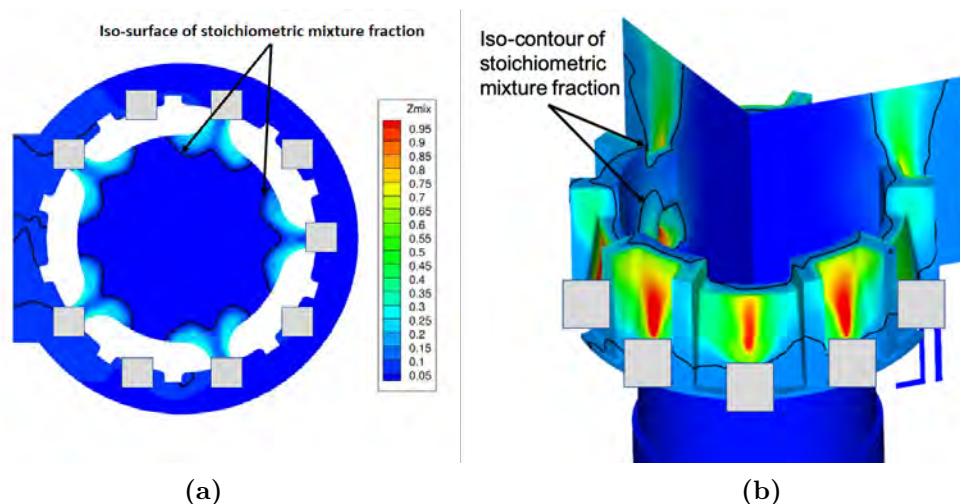 Iso-surface of stoichiometric mixture fraction
Zmix
0.95
0.9
0.85
0.8
0.75
0.7
0.65
0.6
0.55
0.5
0.45
0.4
0.35
0.3
0.25
0.2
0.15
0.1
0.05
Iso-contour of
stoichiometric
mixture fraction
(a)
(b)